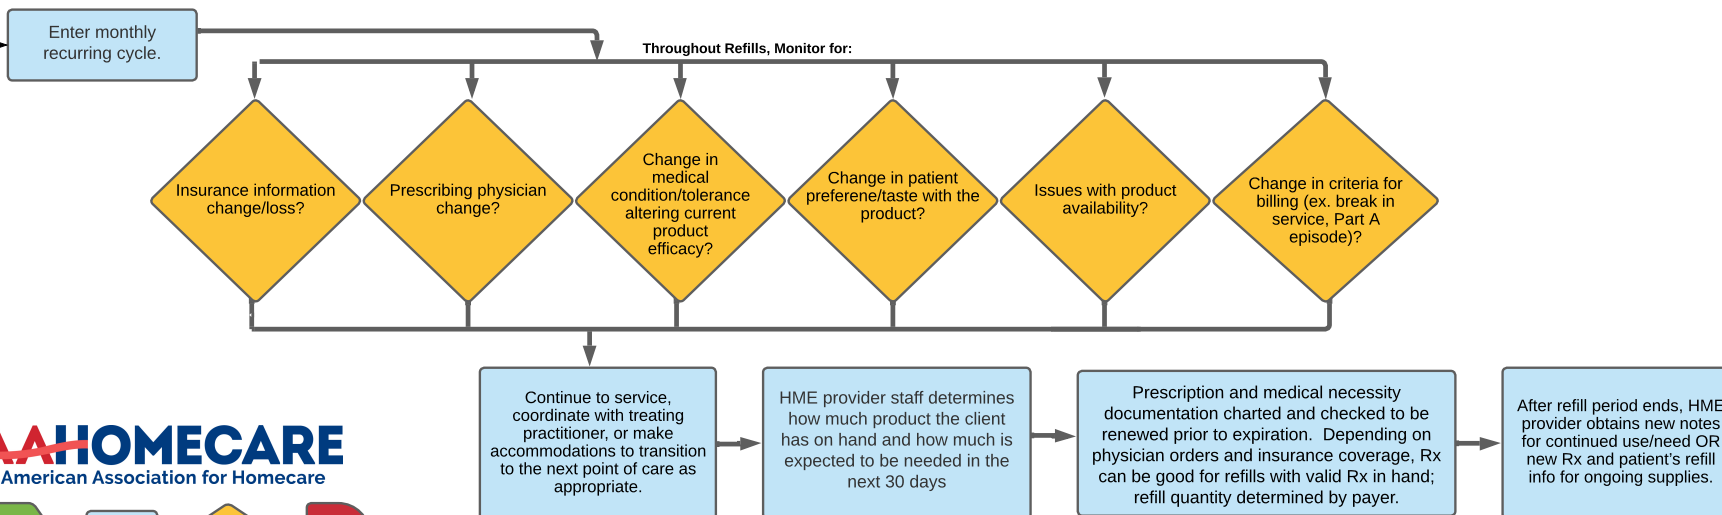 Enter monthly
recurring cycle.
Throughout Refills, Monitor for:
Insurance information
change/loss?
Prescribing physician
change?
Change in
medical
condition/tolerance
altering current
product
efficacy?
Change in patient
preferene/taste with the
product?
Issues with product
availability?
Change in criteria for
billing (ex. break in
service, Part A
episode)?
Continue to service,
coordinate with treating
practitioner, or make
accommodations to transition
to the next point of care as
appropriate.
HME provider staff determines
how much product the client
has on hand and how much is
expected to be needed in the
next 30 days
Prescription and medical necessity
documentation charted and checked to be
renewed prior to expiration. Depending on
physician orders and insurance coverage, Rx
can be good for refills with valid Rx in hand;
refill quantity determined by payer.
After refill period ends, HME
provider obtains new notes
for continued use/need OR
new Rx and patient's refill
info for ongoing supplies.
AAHOMECARE
American Association for Homecare